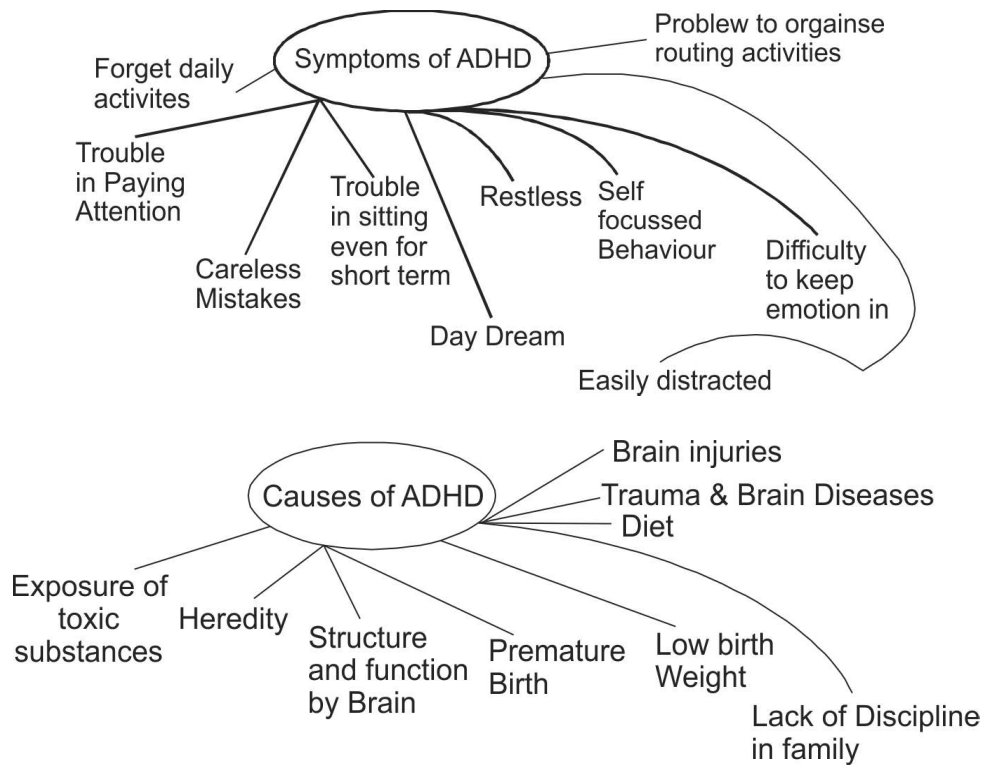 Symptoms of ADHD
Problew to orgainse
routing activities
Forget daily
activites
Trouble
in Paying
Attention
Careless
Mistakes
Trouble
in sitting
even for
short term
Day Dream
Restless
Self
focussed
Behaviour
Difficulty
to keep
emotion in
Easily distracted
Causes of ADHD
Brain injuries
Trauma & Brain Diseases
Diet
Exposure of
toxic
substances
Heredity
Structure
and function
by Brain
Premature
Birth
Low birth
Weight
Lack of Discipline
in family